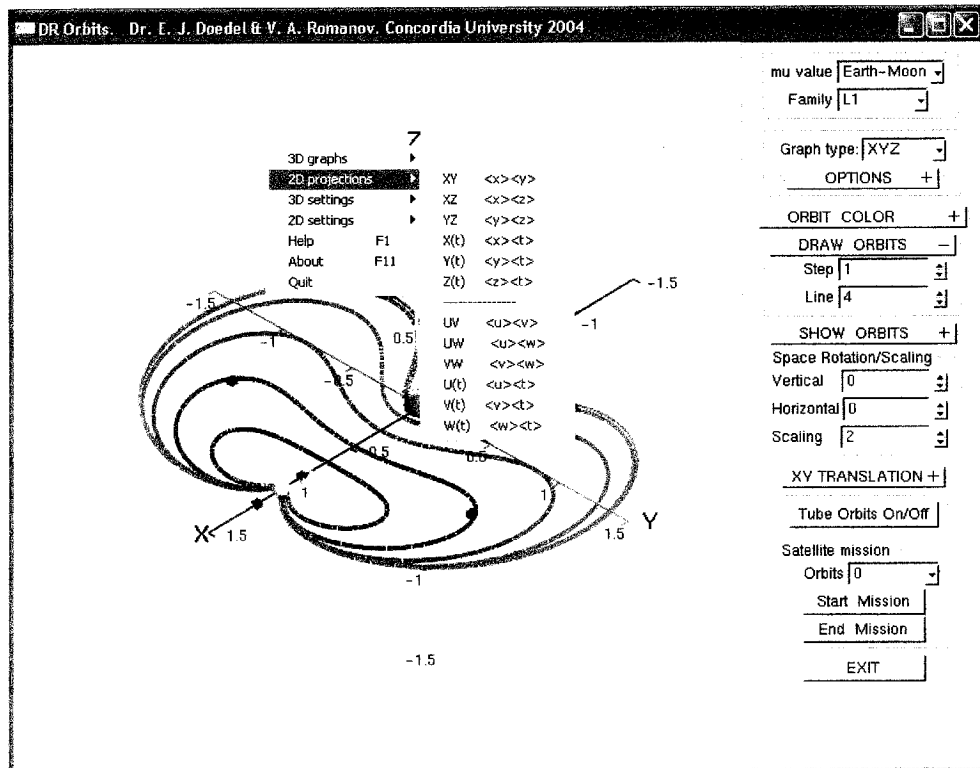 DR Orbits. Dr. E. J. Doedel & V. A. Romanov. Concordia University 2004
mu value Earth-Moon
Family L1
Graph type: XYZ
OPTIONS +
ORBIT COLOR +
DRAW ORBITS -
Step 1
Line 4
SHOW ORBITS +
Space Rotation/Scaling
Vertical 0
Horizontal 0
Scaling 2
XY TRANSLATION +
Tube Orbits On/Off
Satellite mission
Orbits 0
Start Mission
End Mission
EXIT
3D graphs
2D projections
3D settings
2D settings
Help F1
About F11
Quit
XY <x><y>
XZ <x><z>
YZ <y><z>
X(t) <x><t>
Y(t) <y><t>
Z(t) <z><t>
--------------
UV <u><v>
UW <u><w>
VW <v><w>
U(t) <u><t>
V(t) <v><t>
W(t) <w><t>
-1.5
-1.5
-1
-1
0.5
-0.5
0.5
0.5
1
1
X
1.5
Y
1.5
-1
-1.5